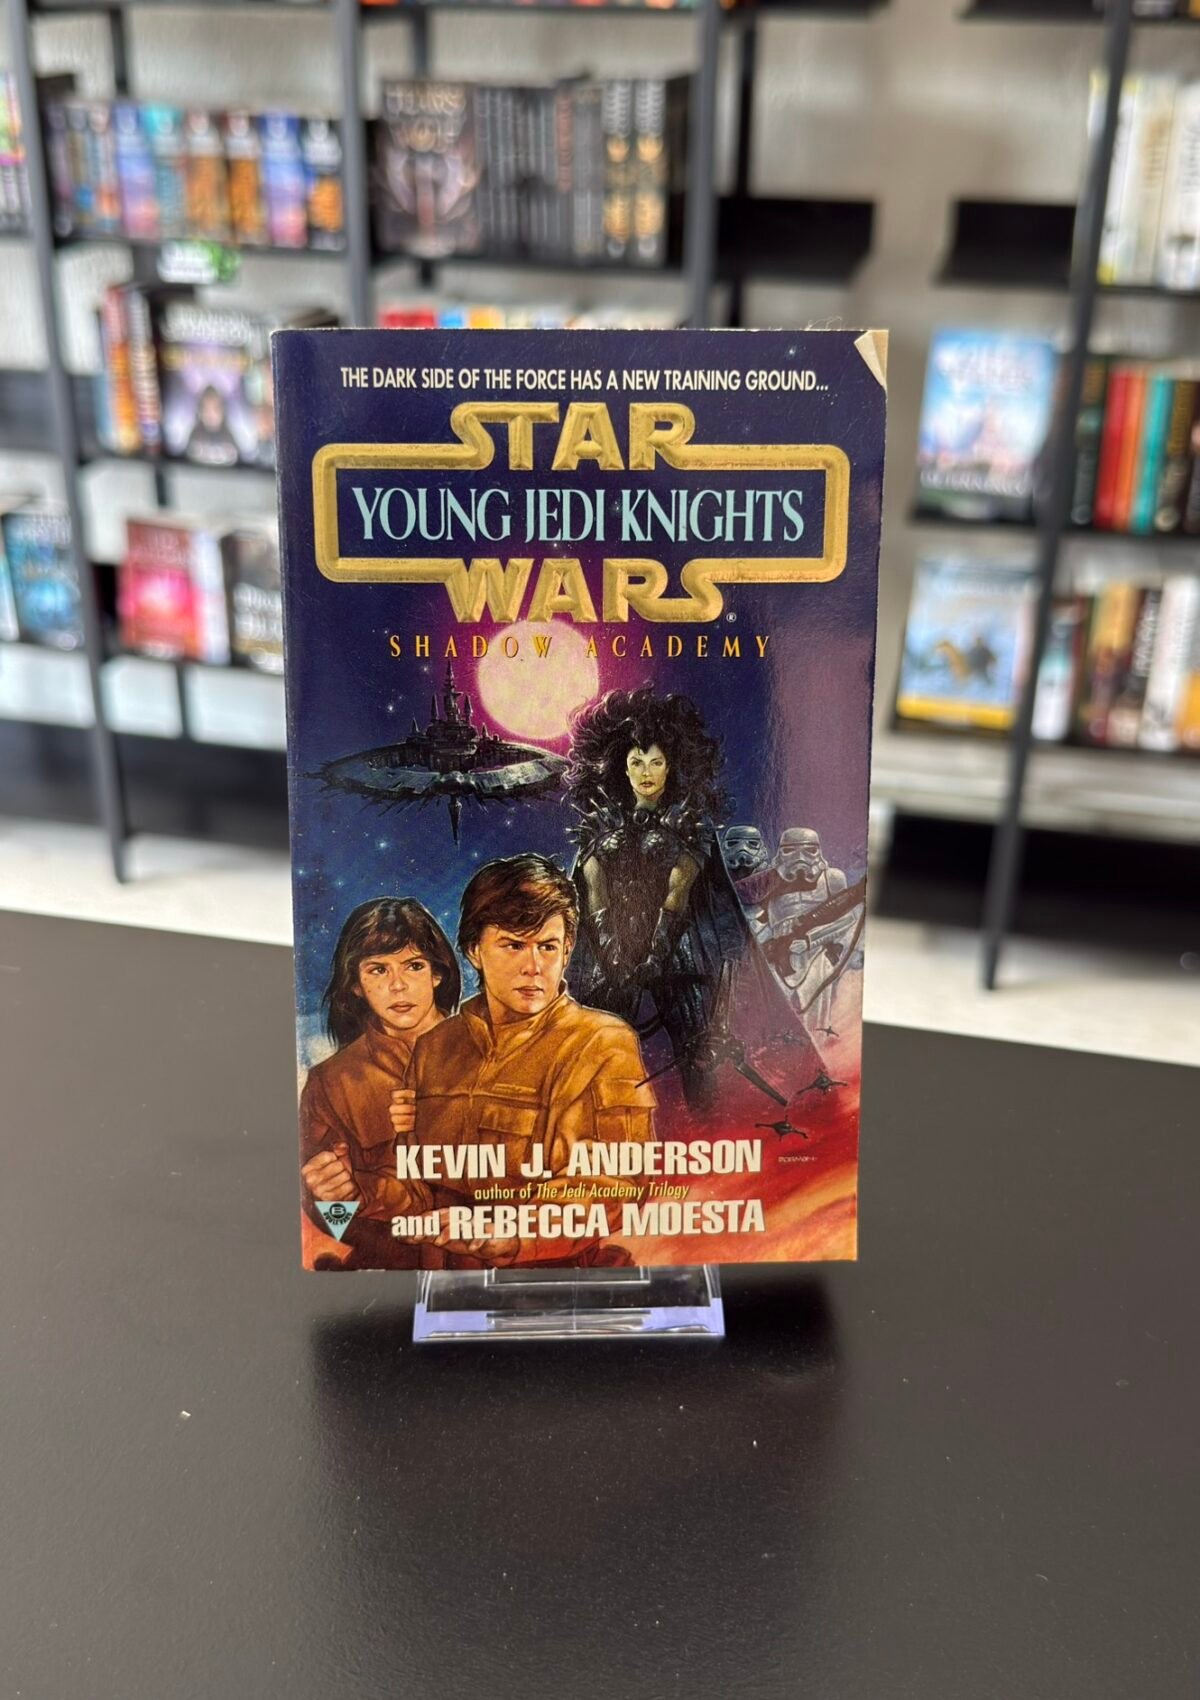 THE DARK SIDE OF THE FORCE HAS A NEW TRAINING GROUND...
STAR
YOUNG JEDI KNIGHTS
WARS®
SHADOW ACADEMY
KEVIN J. ANDERSON
author of The Jedi Academy Trilogy
and REBECCA MOESTA
B
BOULEVARD